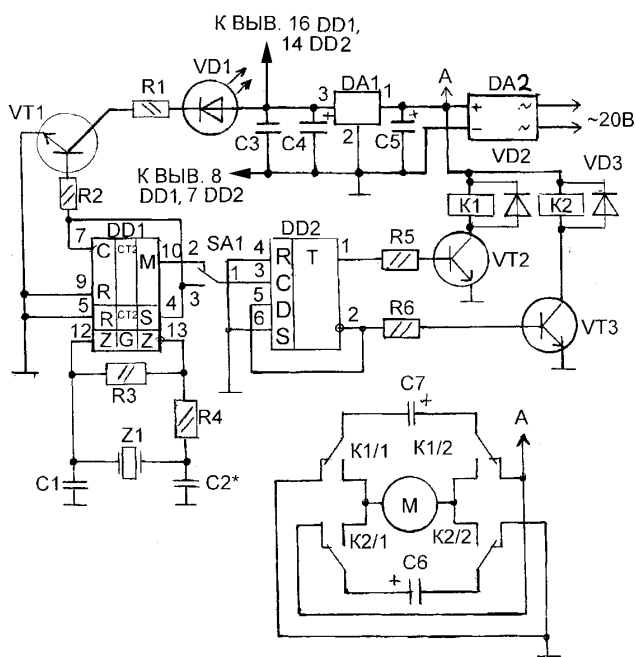 К ВЫВ. 16 DD1,
14 DD2
VT1
R1
VD1
3
DA1
1
A
DA2
+
~
−
~
~20В
+
+
2
C3
C4
C5
R2
К ВЫВ. 8
DD1, 7 DD2
VD2
VD3
K1
K2
7
DD1
C
CT2
M
10
SA1
2
1
3
9
R
5
R
CT2
S
4
12
Z
G
Z
13
DD2
4
R
T
1
3
C
5
D
2
6
S
R5
VT2
R6
VT3
R3
R4
Z1
C1
C2*
C7
+
A
K1/1
K1/2
M
K2/1
K2/2
C6
+